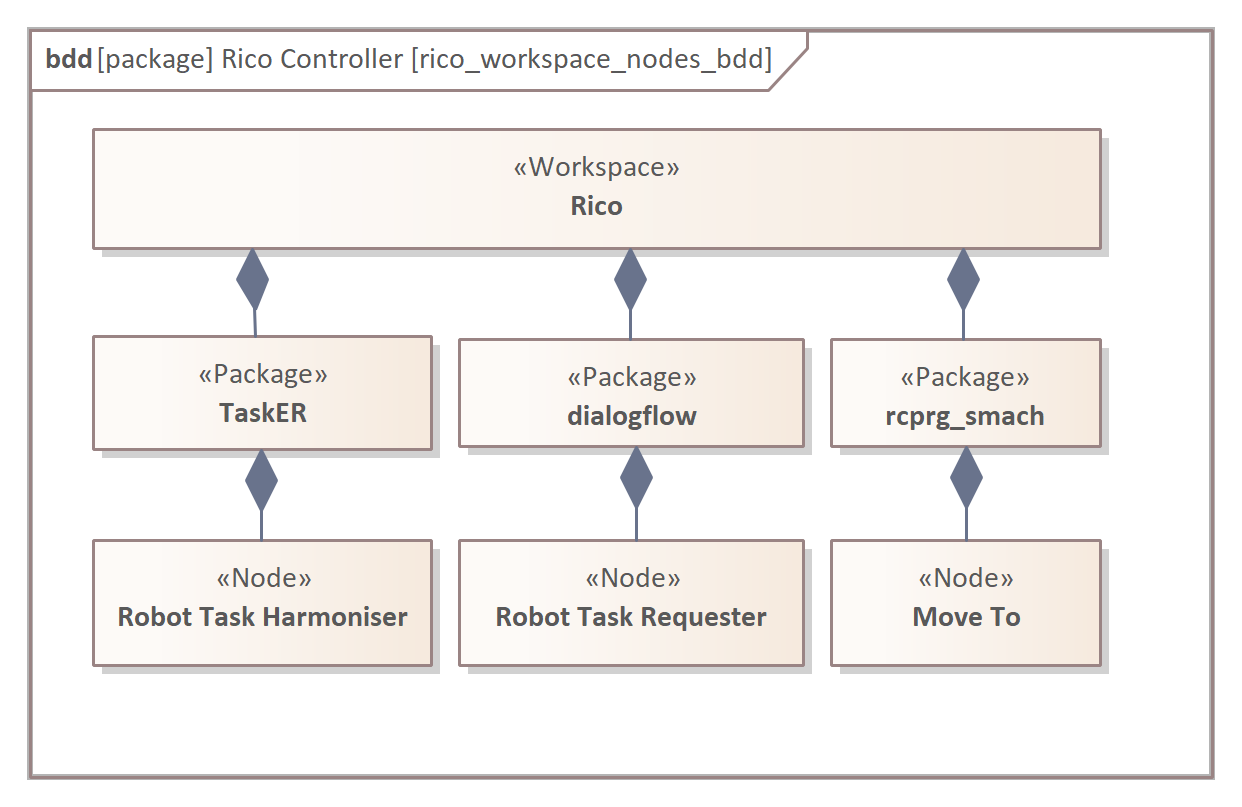 bdd [package] Rico Controller [rico_workspace_nodes_bdd]
«Workspace»
Rico
«Package»
TaskER
«Package»
dialogflow
«Package»
rcprg_smach
«Node»
Robot Task Harmoniser
«Node»
Robot Task Requester
«Node»
Move To